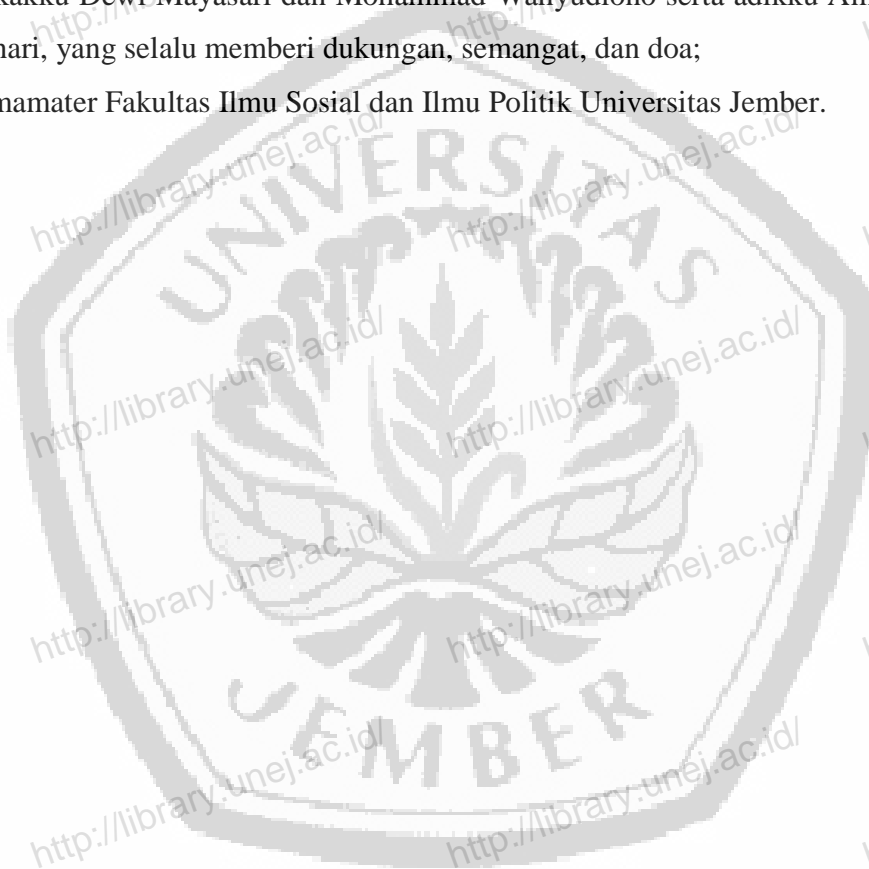 kakku Dewi Mayasari dan Mohammad Wahyudiono serta adikku
hari, yang selalu memberi dukungan, semangat, dan doa;
mamater Fakultas Ilmu Sosial dan Ilmu Politik Universitas Jember.
http://library.unej.ac.id/
http://library.unej.ac.id/
UNIVERSITAS
http://library.unej.ac.id/
http://library.unej.ac.id/
http://library.unej.ac.id/
http://library.unej.ac.id/
JEMBER
http://library.unej.ac.id/
http://library.unej.ac.id/